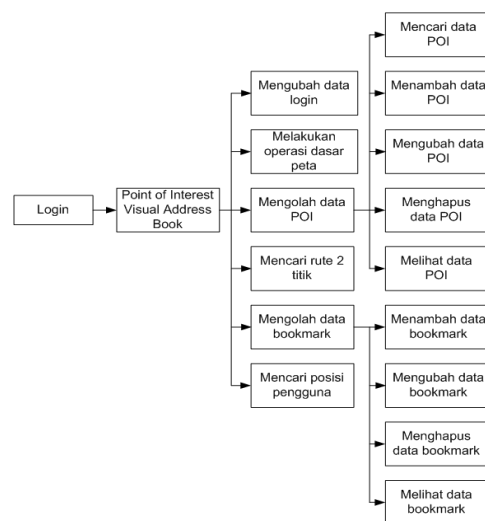 Login
Point of Interest
Visual Address
Book
Mengubah data
login
Melakukan
operasi dasar
peta
Mengolah data
POI
Mencari rute 2
titik
Mengolah data
bookmark
Mencari posisi
pengguna
Mencari data
POI
Menambah data
POI
Mengubah data
POI
Menghapus
data POI
Melihat data
POI
Menambah data
bookmark
Mengubah data
bookmark
Menghapus
data bookmark
Melihat data
bookmark